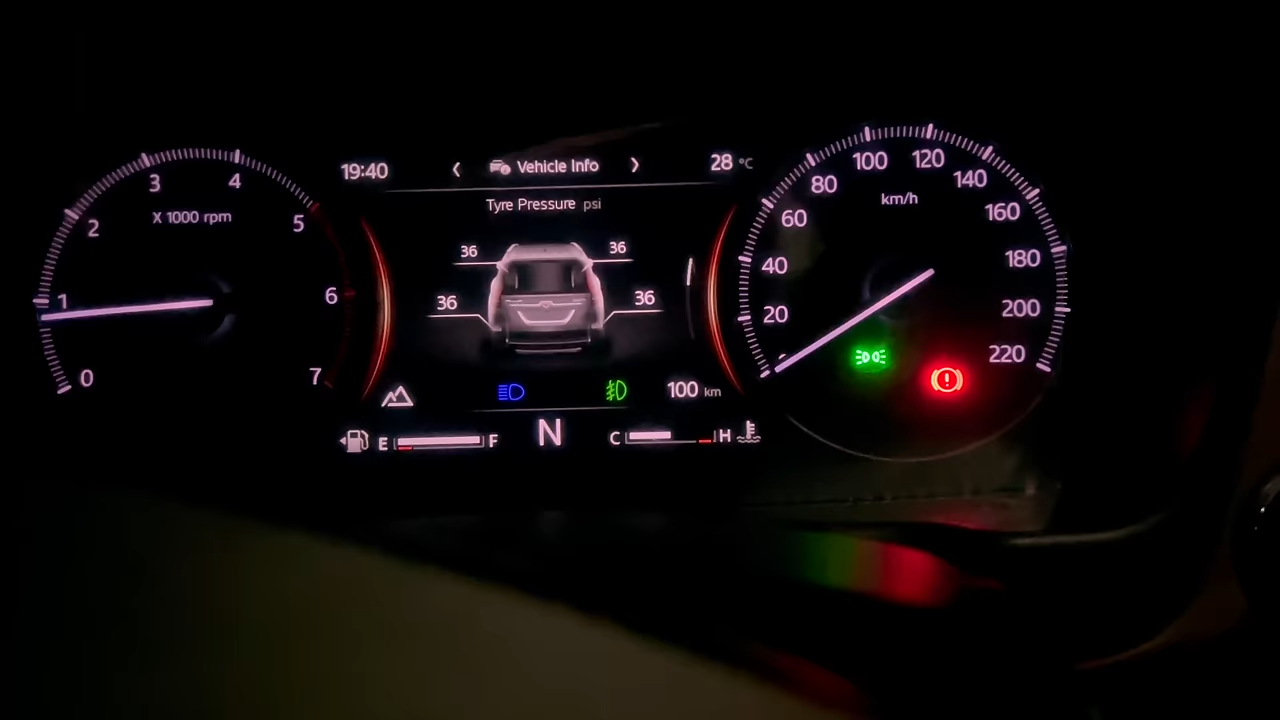 19:40
‹ Vehicle Info ›
28 °C
Tyre Pressure psi
36
36
36
36
100 km
E
F
N
C
H
0
1
2
3
4
5
6
7
X 1000 rpm
20
40
60
80
100
120
140
160
180
200
220
km/h